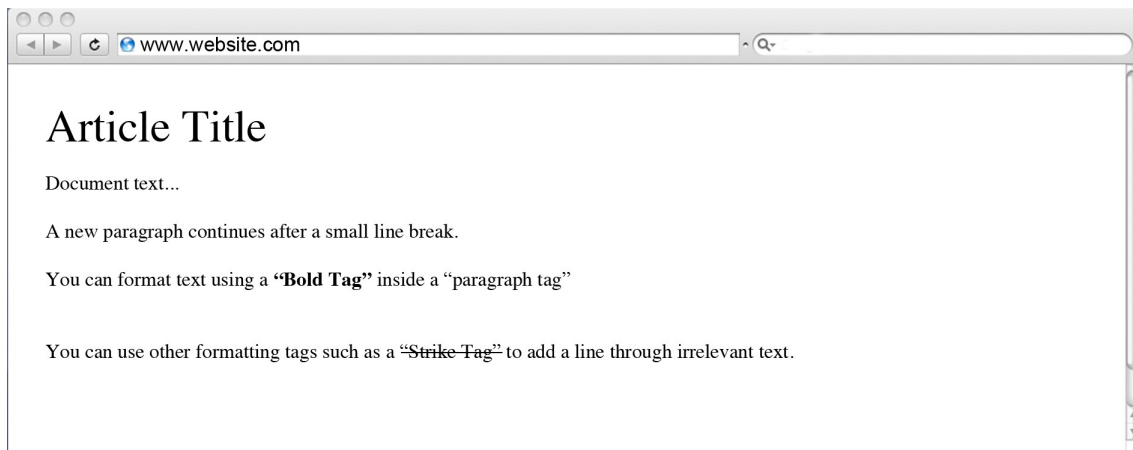 www.website.com
Article Title
Document text...
A new paragraph continues after a small line break.
You can format text using a “Bold Tag” inside a “paragraph tag”
You can use other formatting tags such as a “Strike Tag” to add a line through irrelevant text.